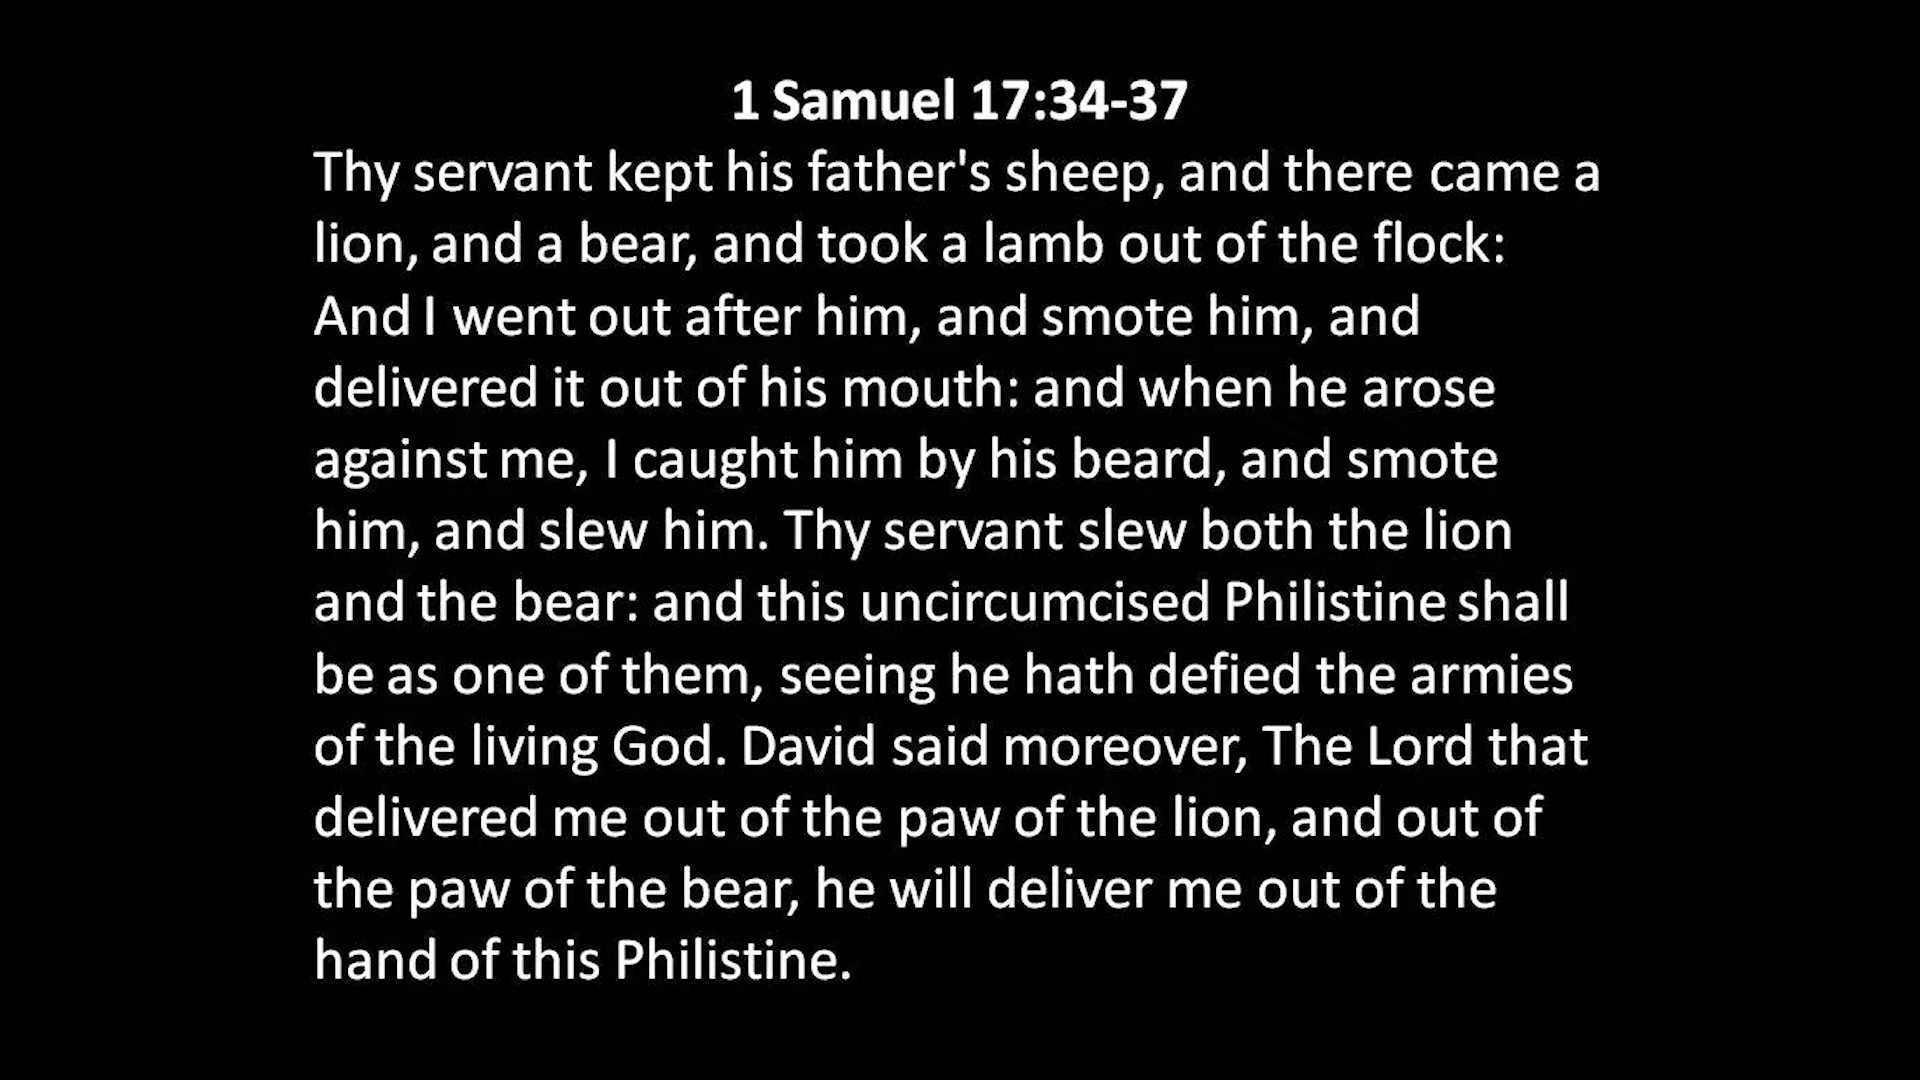 1 Samuel 17:34-37
Thy servant kept his father's sheep, and there came a
lion, and a bear, and took a lamb out of the flock:
And I went out after him, and smote him, and
delivered it out of his mouth: and when he arose
against me, I caught him by his beard, and smote
him, and slew him. Thy servant slew both the lion
and the bear: and this uncircumcised Philistine shall
be as one of them, seeing he hath defied the armies
of the living God. David said moreover, The Lord that
delivered me out of the paw of the lion, and out of
the paw of the bear, he will deliver me out of the
hand of this Philistine.